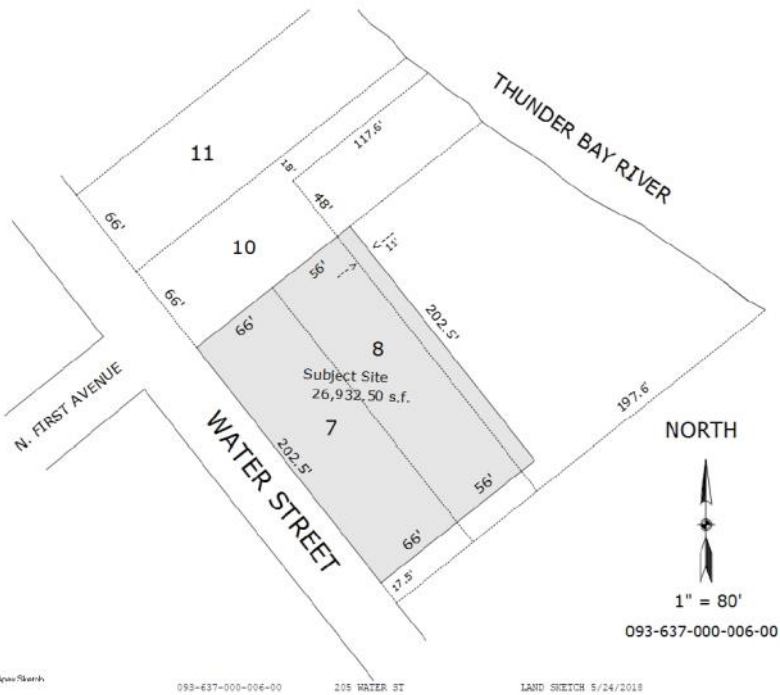 THUNDER BAY RIVER
117.6'
11
18'
66'
48'
10
11'
56'
66'
66'
202.5'
8
Subject Site
26,932.50 s.f.
N. FIRST AVENUE
197.6'
7
NORTH
WATER STREET
202.5'
56'
66'
17.5'
1" = 80'
093-637-000-006-00
093-637-000-006-00 205 WATER ST LAND SKETCH 5/24/2018